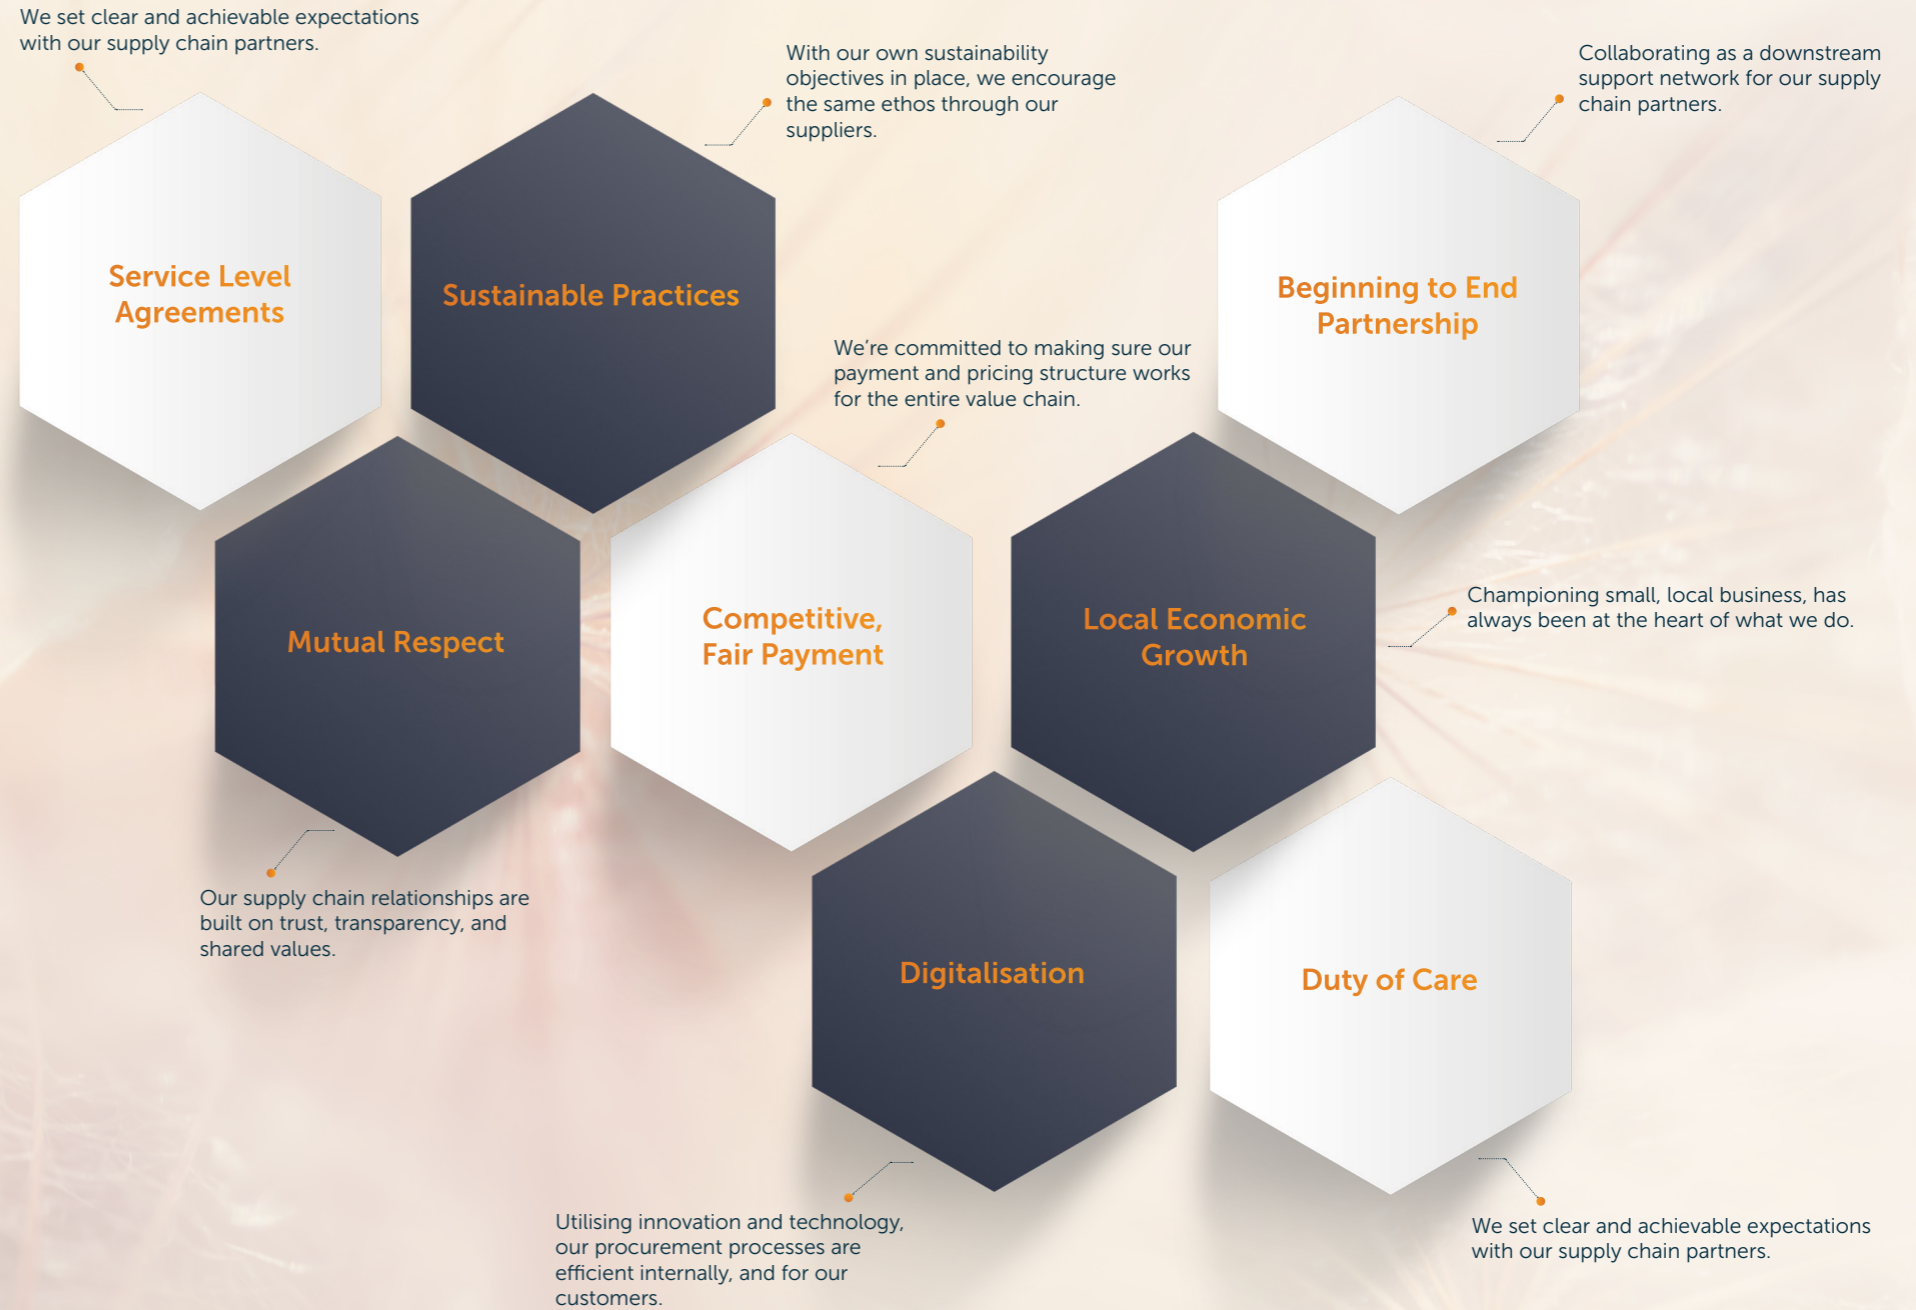 We set clear and achievable expectations
with our supply chain partners.
Service Level
Agreements
With our own sustainability
objectives in place, we encourage
the same ethos through our
suppliers.
Sustainable Practices
Collaborating as a downstream
support network for our supply
chain partners.
Beginning to End
Partnership
Mutual Respect
Our supply chain relationships are
built on trust, transparency, and
shared values.
We're committed to making sure our
payment and pricing structure works
for the entire value chain.
Competitive,
Fair Payment
Local Economic
Growth
Championing small, local business, has
always been at the heart of what we do.
Digitalisation
Utilising innovation and technology,
our procurement processes are
efficient internally, and for our
customers.
Duty of Care
We set clear and achievable expectations
with our supply chain partners.